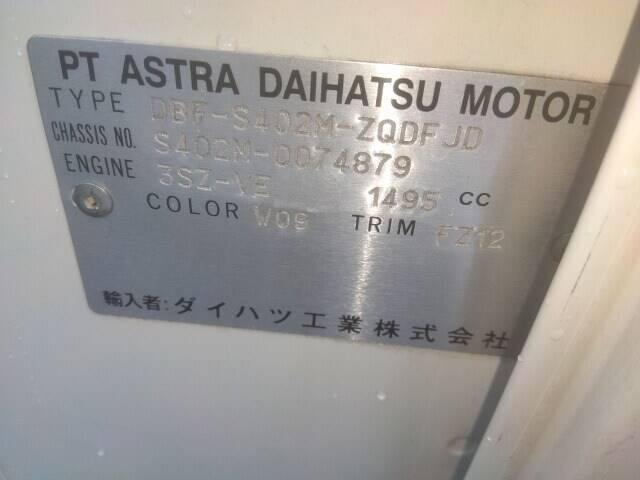 PT ASTRA DAIHATSU MOTOR
TYPE DBF-S402M-ZQDFJD
CHASSIS NO. S402M-0074879
ENGINE 3SZ-VE 1495 CC
COLOR W09 TRIM FZ12
輸入者:ダイハツ工業株式会社